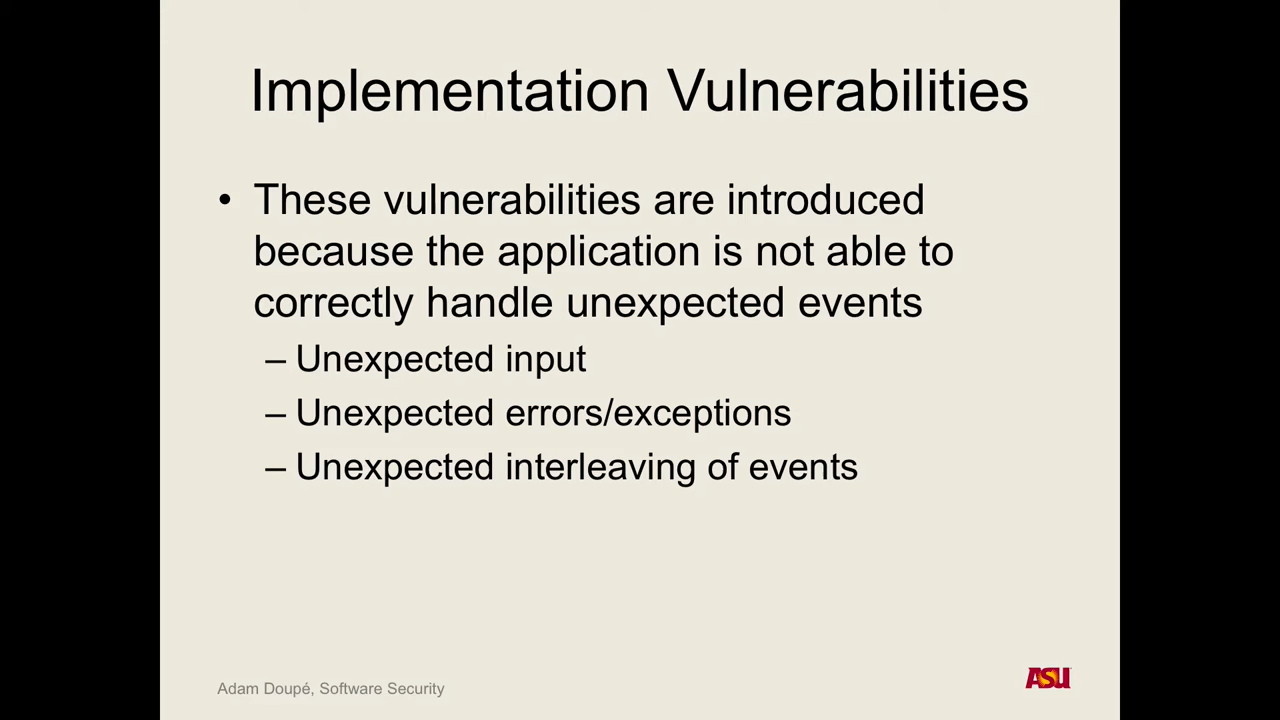 Implementation Vulnerabilities
• These vulnerabilities are introduced
because the application is not able to
correctly handle unexpected events
– Unexpected input
– Unexpected errors/exceptions
– Unexpected interleaving of events
Adam Doupé, Software Security
ASU